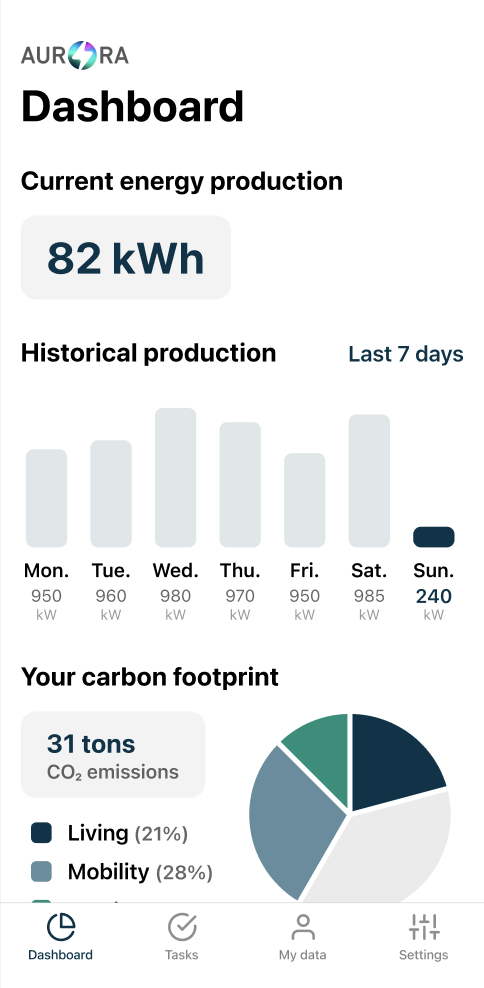 AURORA
Dashboard
Current energy production
82 kWh
Historical production
Last 7 days
Mon. Tue. Wed. Thu. Fri. Sat. Sun.
950 960 980 970 950 985 240
kW kW kW kW kW kW kW
Your carbon footprint
31 tons
CO₂ emissions
Living (21%)
Mobility (28%)
Dashboard Tasks My data Settings